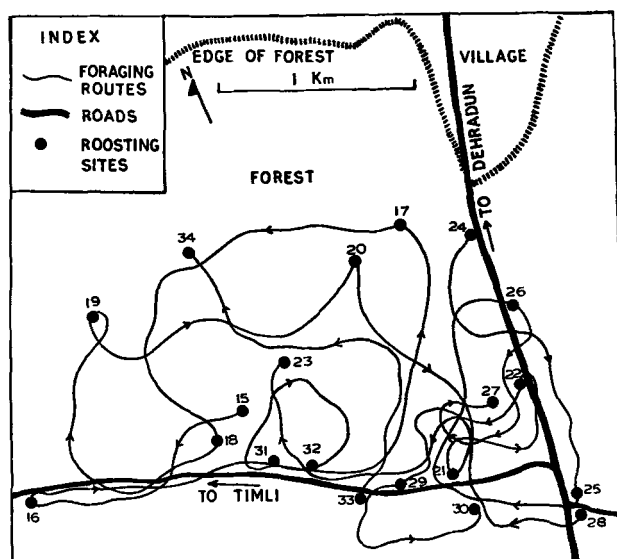 INDEX
FORAGING
ROUTES
ROADS
ROOSTING
SITES
EDGE OF FOREST
VILLAGE
N
1 Km
TO DEHRADUN
FOREST
17
24
34
20
26
19
23
22
27
15
18
31
32
21
25
TO TIMLI
29
33
30
16
28